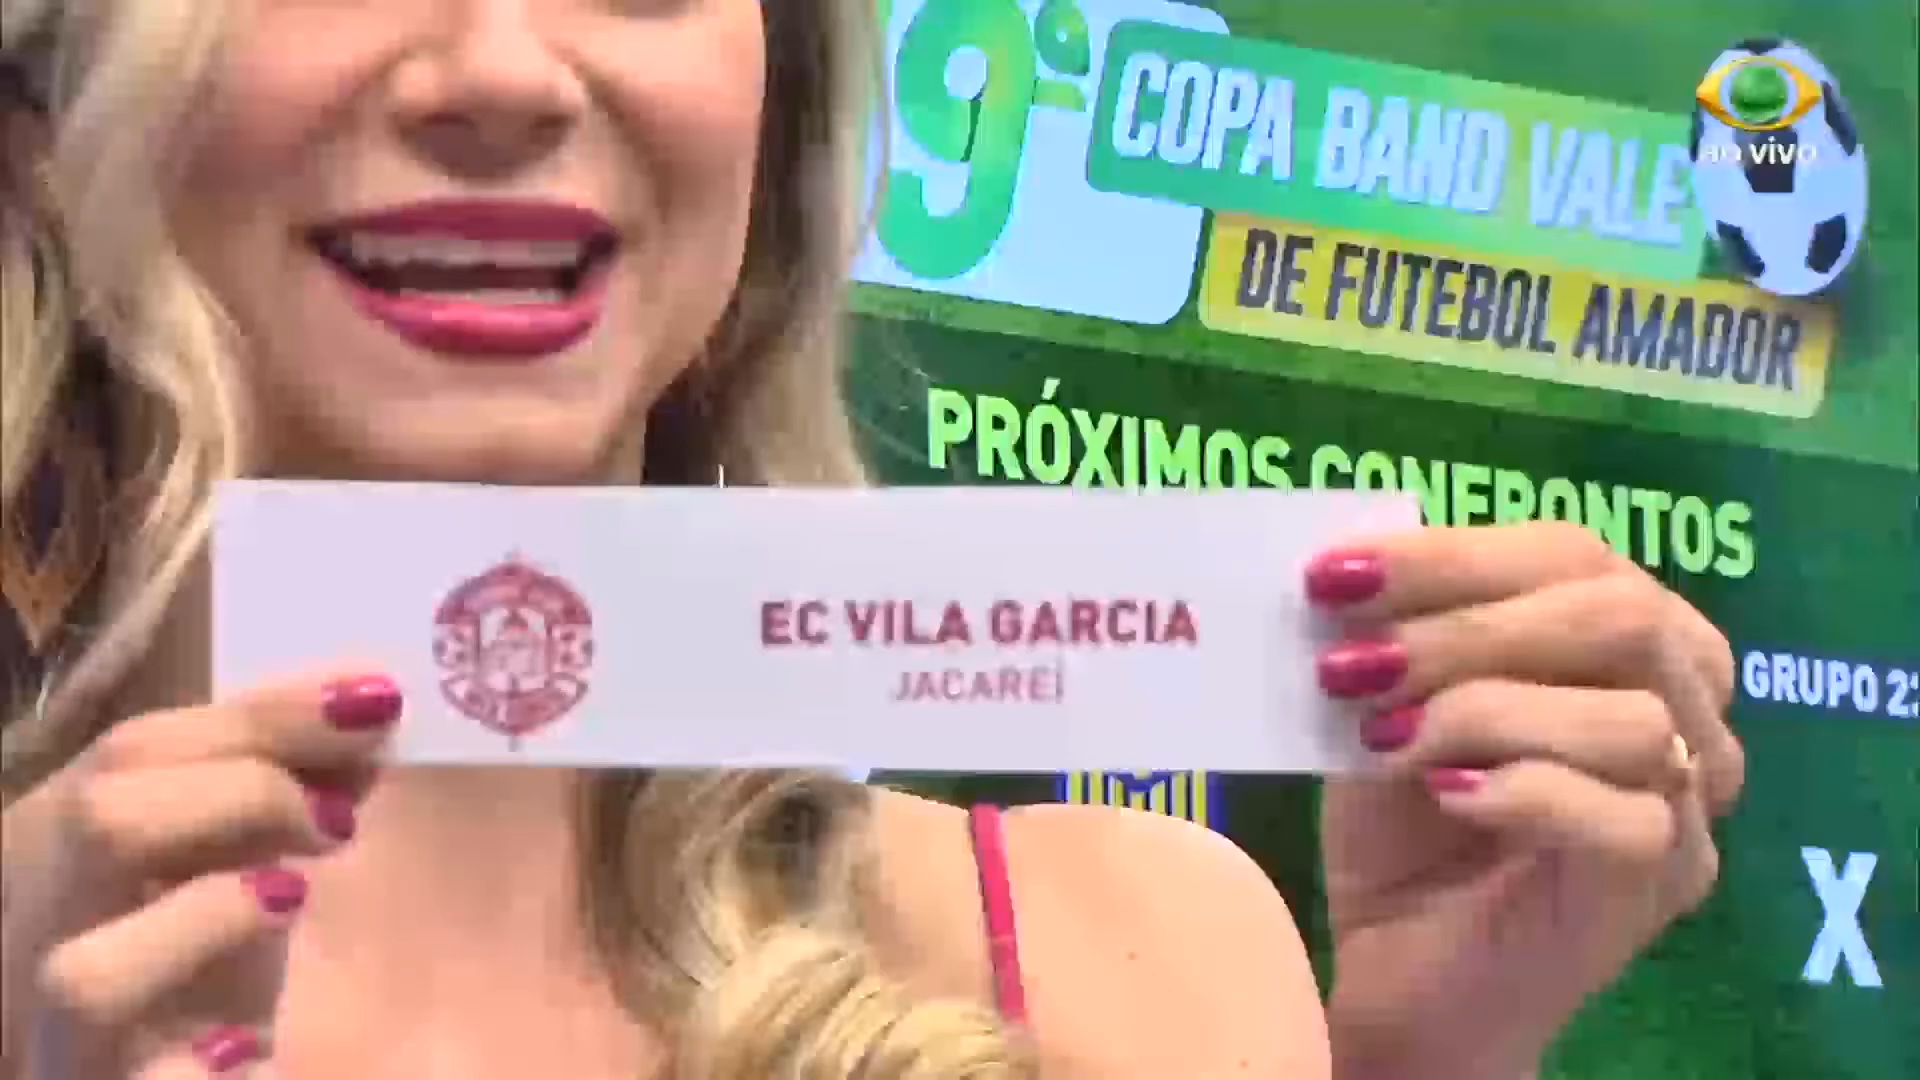 9ª COPA BAND VALE
DE FUTEBOL AMADOR
AO VIVO
PRÓXIMOS CONFRONTOS
EC VILA GARCIA
JACAREÍ
GRUPO
X